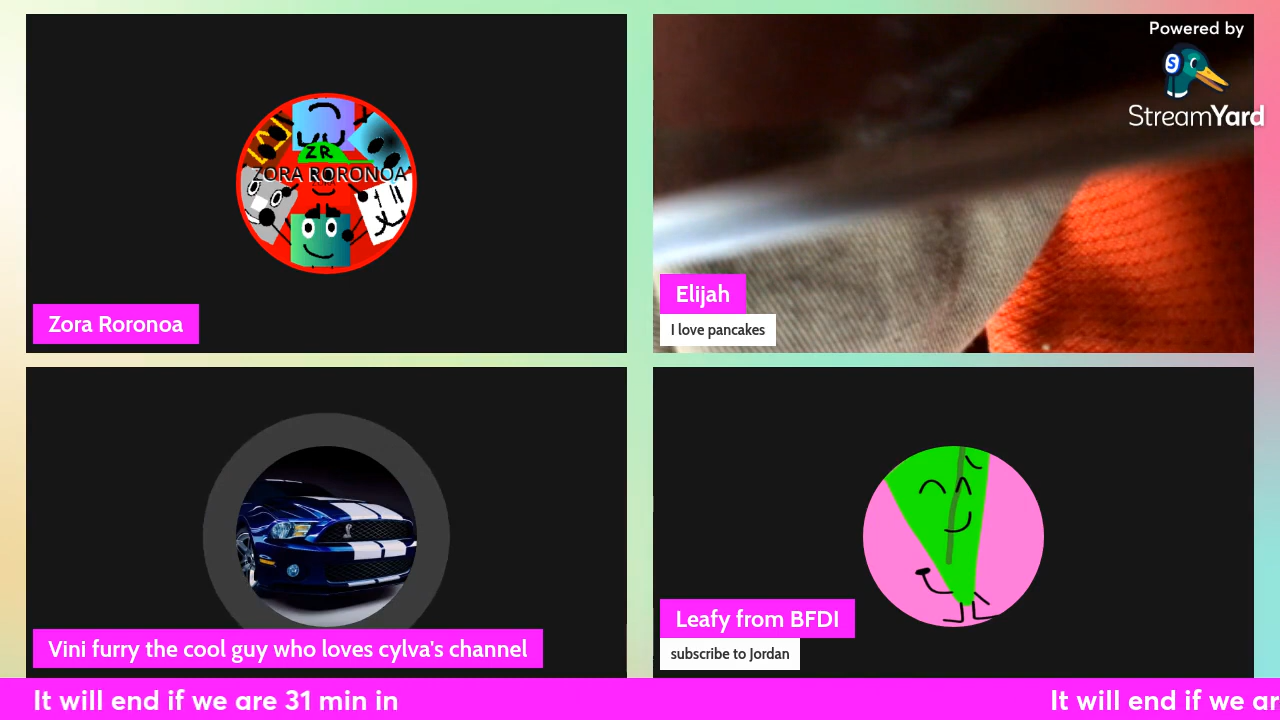 Powered by
StreamYard
ZR
ZORA RORONOA
Zora Roronoa
Elijah
I love pancakes
Vini furry the cool guy who loves cylva's channel
Leafy from BFDI
subscribe to Jordan
It will end if we are 31 min in
It will end if we ar